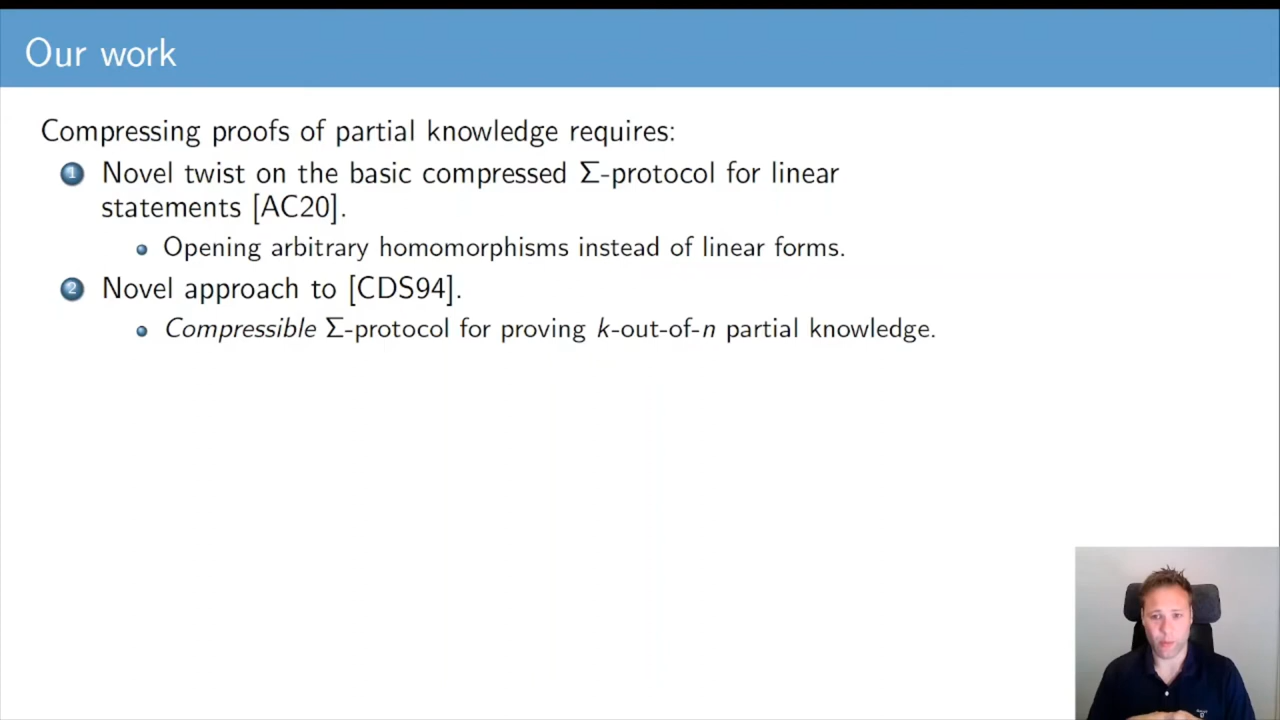 Our work
Compressing proofs of partial knowledge requires:
1 Novel twist on the basic compressed Σ-protocol for linear
statements [AC20].
Opening arbitrary homomorphisms instead of linear forms.
2 Novel approach to [CDS94].
Compressible Σ-protocol for proving k-out-of-n partial knowledge.